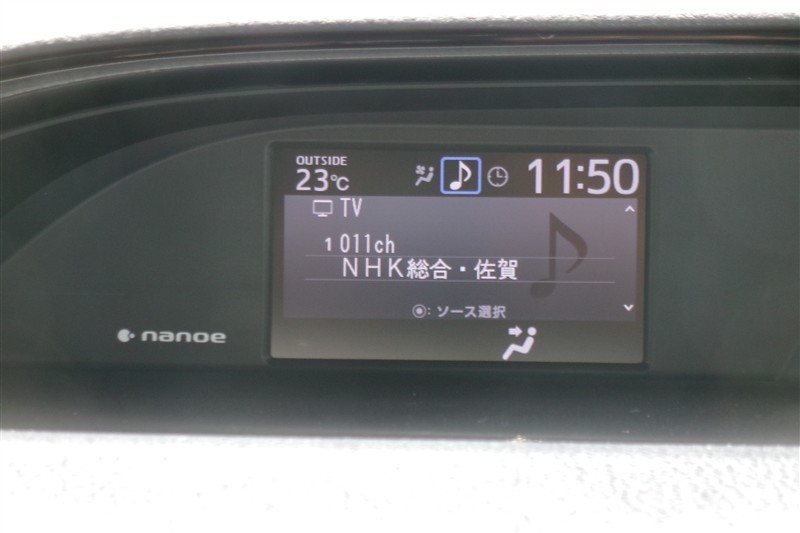 OUTSIDE
23℃
11:50
TV
1 011ch
NHK総合・佐賀
◉: ソース選択
nanoe